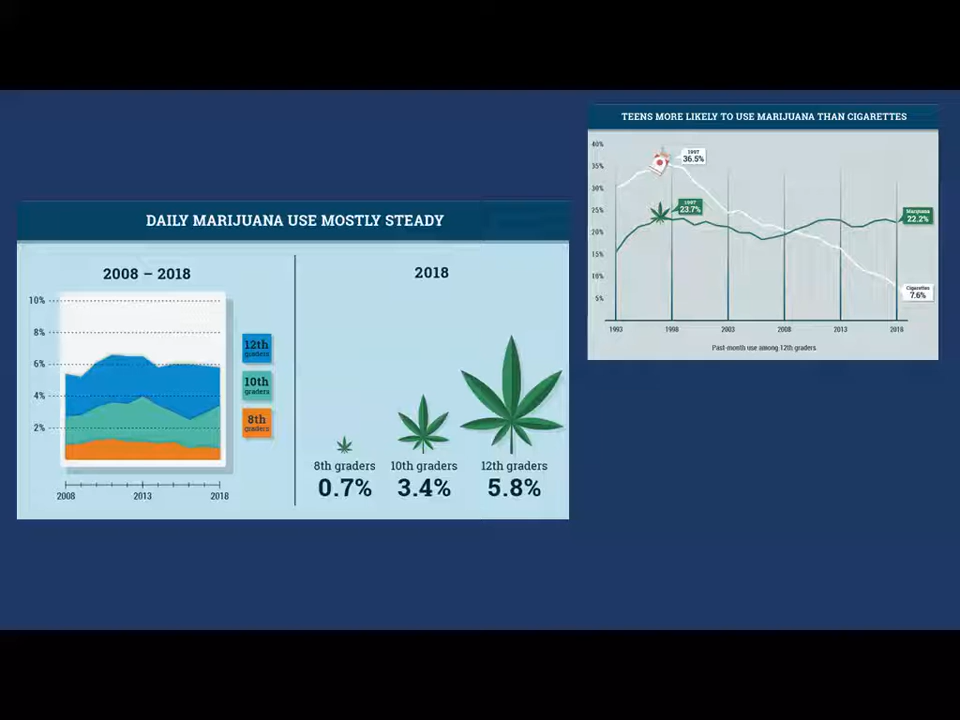 DAILY MARIJUANA USE MOSTLY STEADY
2008 – 2018
10%
8%
6%
4%
2%
2008
2013
2018
12th
graders
10th
graders
8th
graders
2018
8th graders
0.7%
10th graders
3.4%
12th graders
5.8%
TEENS MORE LIKELY TO USE MARIJUANA THAN CIGARETTES
40%
35%
30%
25%
20%
15%
10%
5%
1997
36.5%
1997
23.7%
Marijuana
22.2%
Cigarettes
7.6%
1993
1998
2003
2008
2013
2018
Past-month use among 12th graders